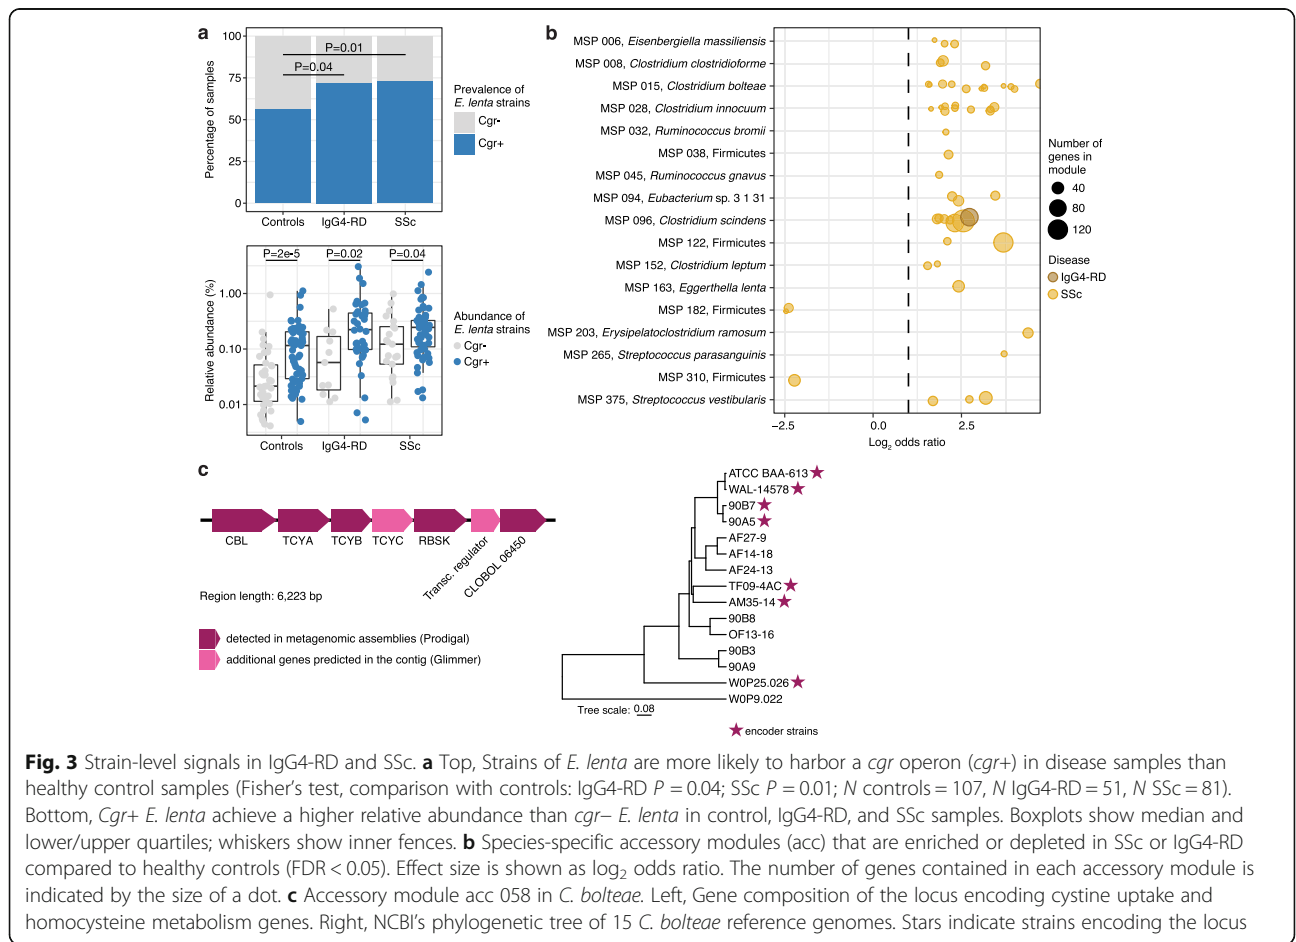 a
100
75
50
25
0
Percentage of samples
P=0.01
P=0.04
Controls
IgG4-RD
SSc
Prevalence of
E. lenta strains
Cgr-
Cgr+
P=2e-5
P=0.02
P=0.04
1.00
0.10
0.01
Relative abundance (%)
Controls
IgG4-RD
SSc
Abundance of
E. lenta strains
Cgr-
Cgr+
b
MSP 006, Eisenbergiella massiliensis
MSP 008, Clostridium clostridioforme
MSP 015, Clostridium bolteae
MSP 028, Clostridium innocuum
MSP 032, Ruminococcus bromii
MSP 038, Firmicutes
MSP 045, Ruminococcus gnavus
MSP 094, Eubacterium sp. 3 1 31
MSP 096, Clostridium scindens
MSP 122, Firmicutes
MSP 152, Clostridium leptum
MSP 163, Eggerthella lenta
MSP 182, Firmicutes
MSP 203, Erysipelatoclostridium ramosum
MSP 265, Streptococcus parasanguinis
MSP 310, Firmicutes
MSP 375, Streptococcus vestibularis
−2.5
0.0
2.5
Log₂ odds ratio
Number of
genes in
module
40
80
120
Disease
IgG4-RD
SSc
c
CBL
TCYA
TCYB
TCYC
RBSK
Transc. regulator
CLOBOL 06450
Region length: 6,223 bp
detected in metagenomic assemblies (Prodigal)
additional genes predicted in the contig (Glimmer)
ATCC BAA-613
WAL-14578
90B7
90A5
AF27-9
AF14-18
AF24-13
TF09-4AC
AM35-14
90B8
OF13-16
90B3
90A9
W0P25.026
W0P9.022
Tree scale: 0.08
encoder strains
Fig. 3 Strain-level signals in IgG4-RD and SSc. a Top, Strains of E. lenta are more likely to harbor a cgr operon (cgr+) in disease samples than
healthy control samples (Fisher's test, comparison with controls: IgG4-RD P = 0.04; SSc P = 0.01; N controls = 107, N IgG4-RD = 51, N SSc = 81).
Bottom, Cgr+ E. lenta achieve a higher relative abundance than cgr− E. lenta in control, IgG4-RD, and SSc samples. Boxplots show median and
lower/upper quartiles; whiskers show inner fences. b Species-specific accessory modules (acc) that are enriched or depleted in SSc or IgG4-RD
compared to healthy controls (FDR < 0.05). Effect size is shown as log₂ odds ratio. The number of genes contained in each accessory module is
indicated by the size of a dot. c Accessory module acc 058 in C. bolteae. Left, Gene composition of the locus encoding cystine uptake and
homocysteine metabolism genes. Right, NCBI's phylogenetic tree of 15 C. bolteae reference genomes. Stars indicate strains encoding the locus